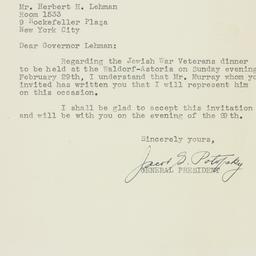 Mr. Herbert H. Lehman
Room 1533
9 Rockefeller Plaza
New York City
Dear Governor Lehman:
Regarding the Jewish War Veterans dinner
to be held at the Waldorf-Astoria on Sunday evening
February 29th, I understand that Mr. Murray whom yo
invited has written you that I will represent him
on this occasion.
I shall be glad to accept this invitation
and will be with you on the evening of the 29th.
Sincerely yours,
Jacob S. Potofsky
GENERAL PRESIDENT